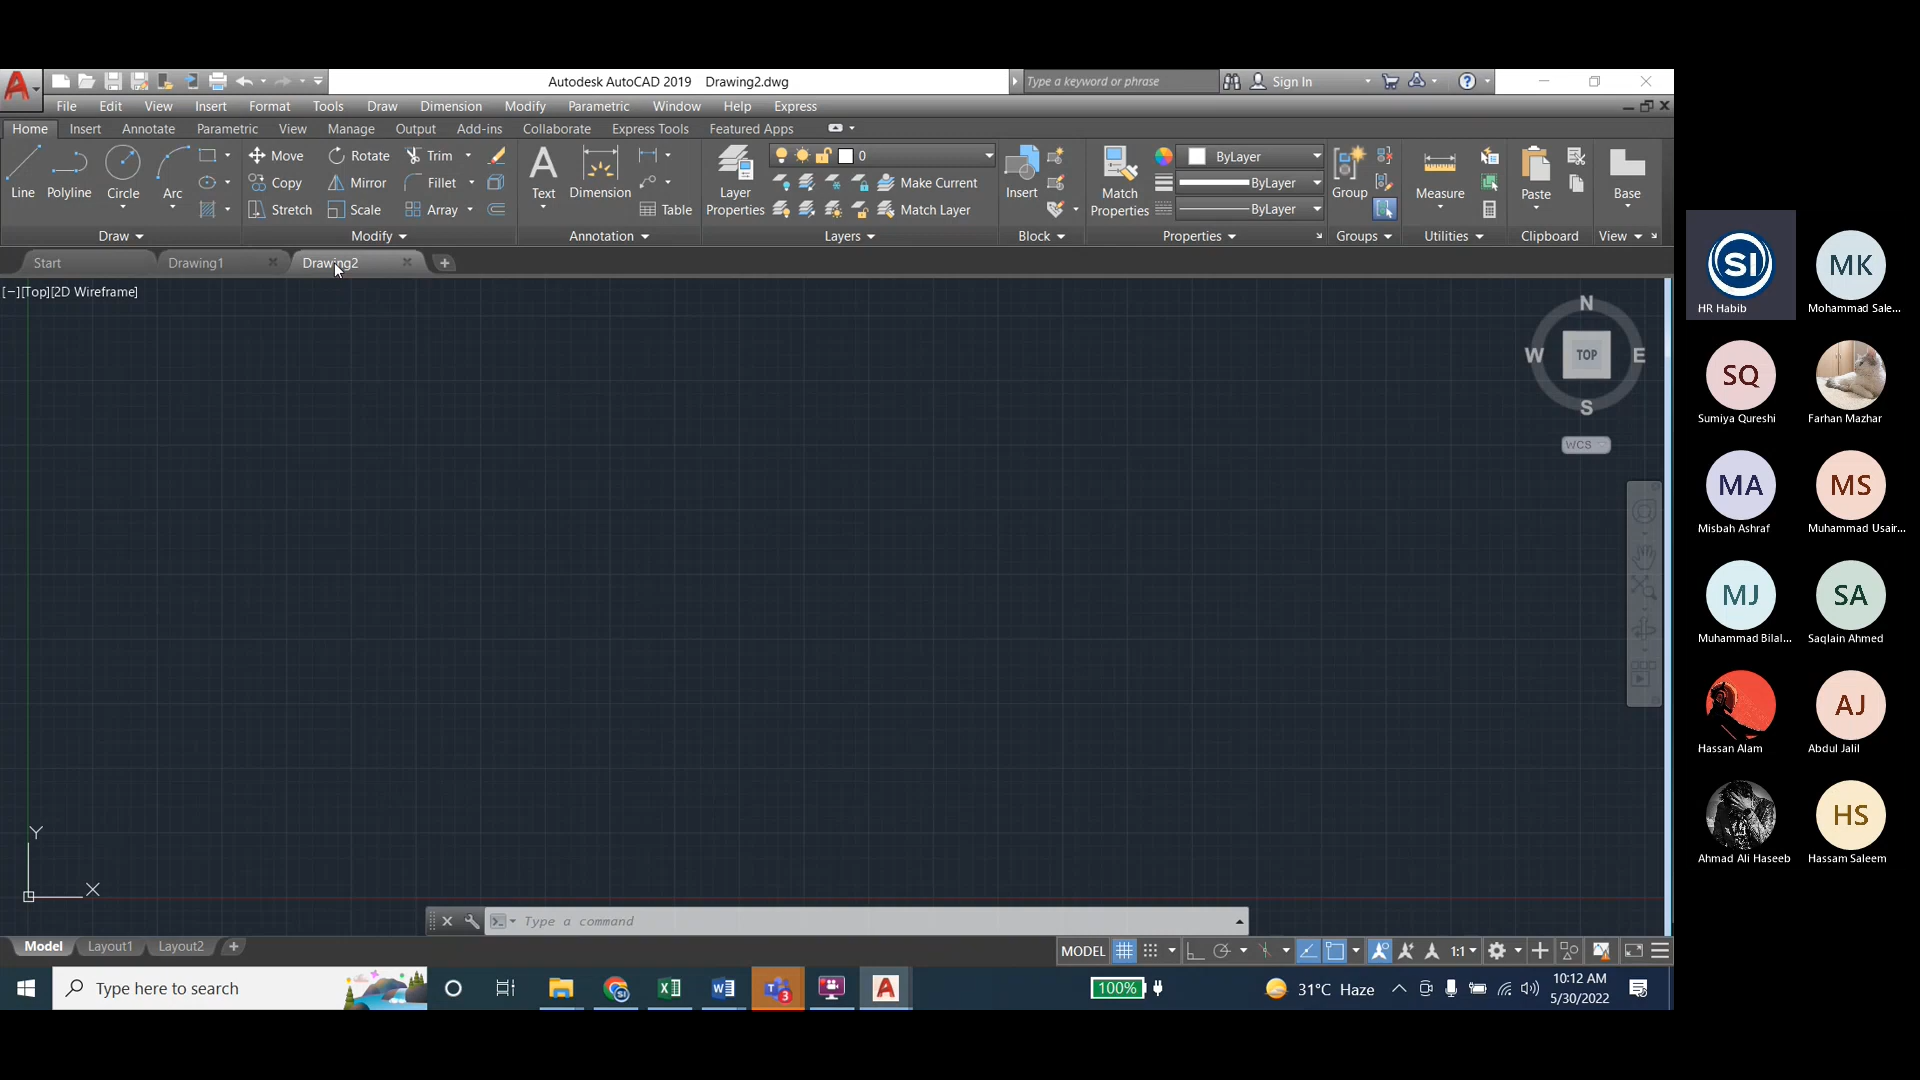 Autodesk AutoCAD 2019 Drawing2.dwg
Type a keyword or phrase
Sign In
File Edit View Insert Format Tools Draw Dimension Modify Parametric Window Help Express
Home Insert Annotate Parametric View Manage Output Add-ins Collaborate Express Tools Featured Apps
Line Polyline Circle Arc
Move Rotate Trim
Copy Mirror Fillet
Stretch Scale Array
Text Dimension Table
Layer Properties
0
Make Current
Match Layer
Insert
Match Properties
ByLayer
ByLayer
ByLayer
Group
Measure
Paste
Base
Draw Modify Annotation Layers Block Properties Groups Utilities Clipboard View
Start Drawing1 Drawing2
[−][Top][2D Wireframe]
N
W TOP E
S
WCS
Y
X
Type a command
Model Layout1 Layout2
MODEL 1:1
Type here to search
3
100%
31°C Haze
10:12 AM
5/30/2022
SI
HR Habib
MK
Mohammad Sale...
SQ
Sumiya Qureshi
Farhan Mazhar
MA
Misbah Ashraf
MS
Muhammad Usair...
MJ
Muhammad Bilal...
SA
Saqlain Ahmed
Hassan Alam
AJ
Abdul Jalil
Ahmad Ali Haseeb
HS
Hassam Saleem